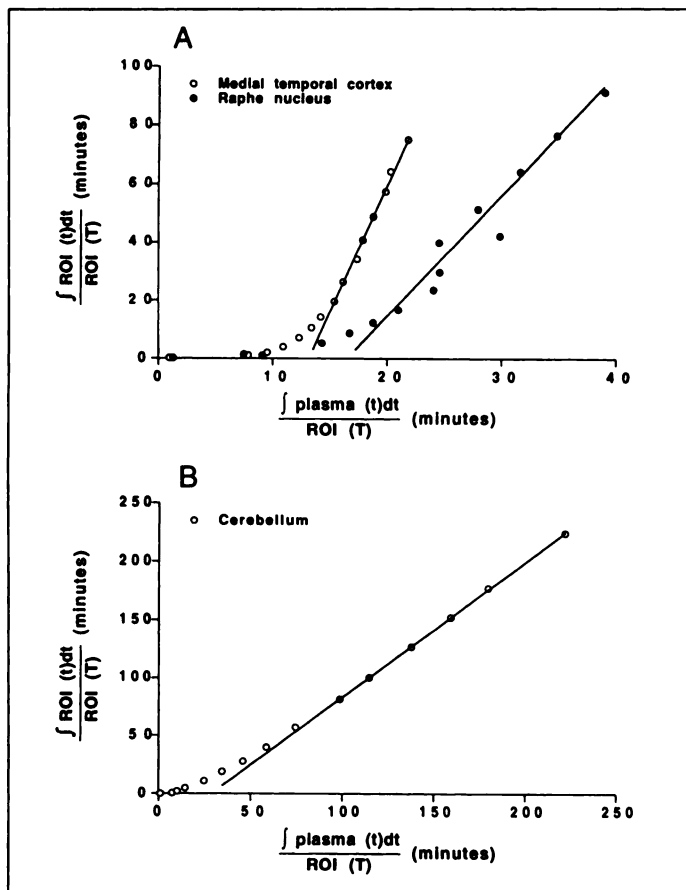 A
Medial temporal cortex
Raphe nucleus
100
80
60
40
20
0
∫ ROI (t)dt
ROI (T)
(minutes)
0
10
20
30
40
∫ plasma (t)dt
ROI (T)
(minutes)
B
Cerebellum
250
200
150
100
50
0
∫ ROI (t)dt
ROI (T)
(minutes)
0
50
100
150
200
250
∫ plasma (t)dt
ROI (T)
(minutes)